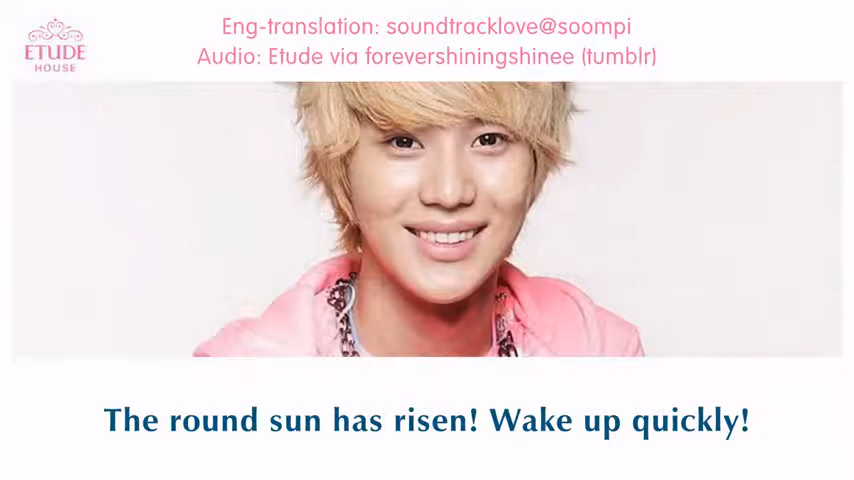 Eng-translation: soundtracklove@soompi
Audio: Etude via forevershiningshinee (tumblr)
ETUDE
HOUSE
The round sun has risen! Wake up quickly!